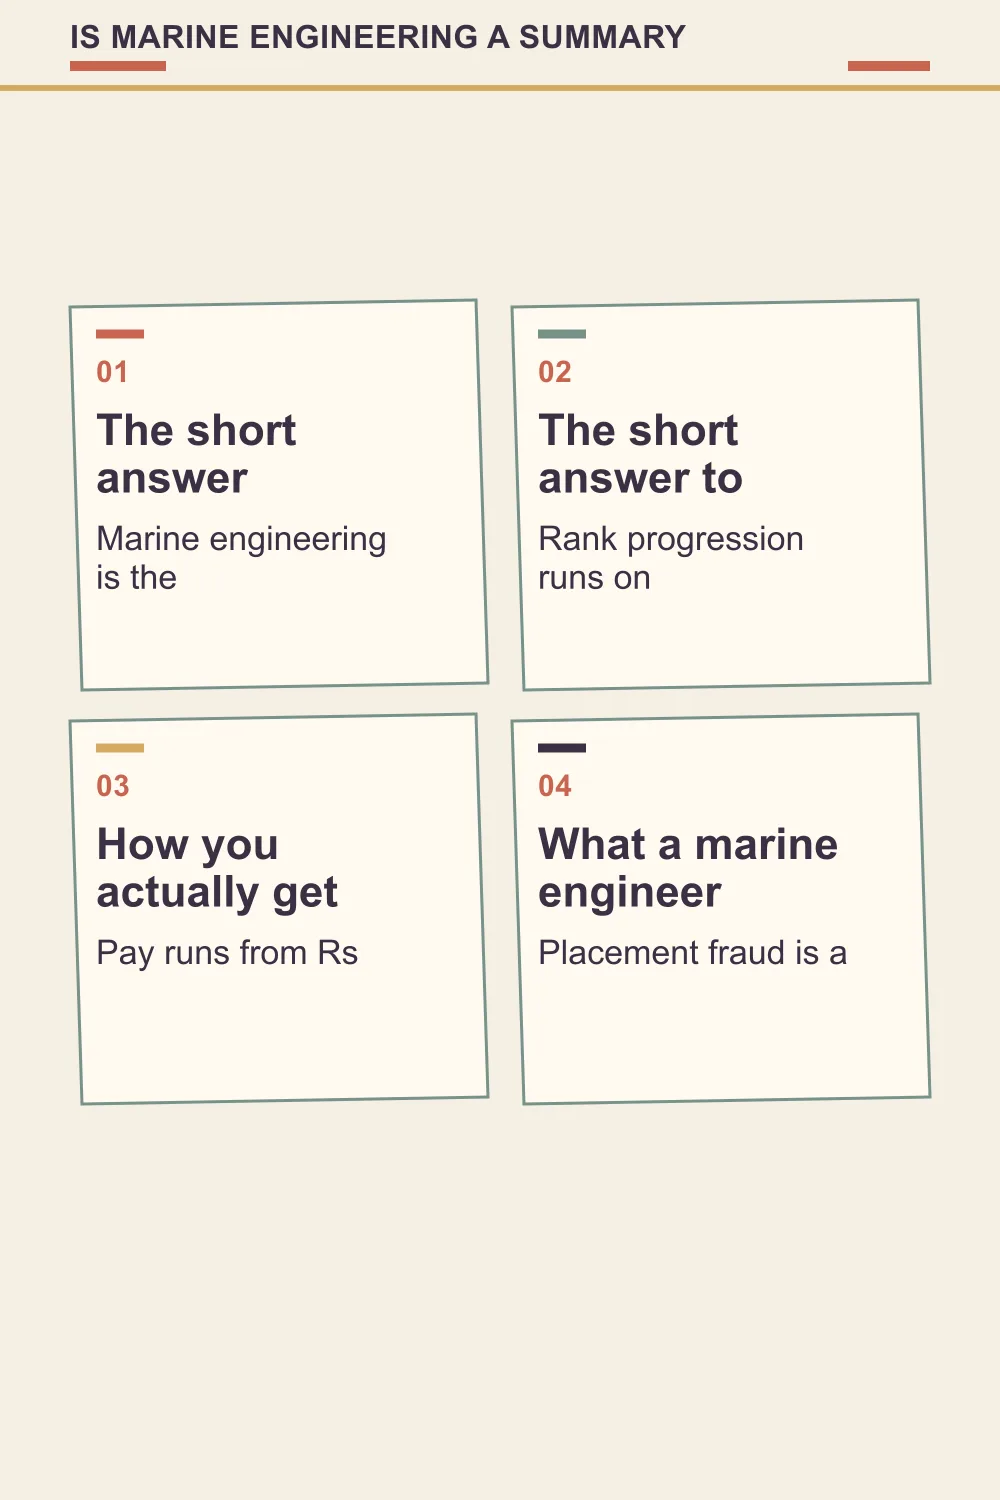 IS MARINE ENGINEERING A SUMMARY
01
The short
answer
Marine engineering
is the
02
The short
answer to
Rank progression
runs on
03
How you
actually get
Pay runs from Rs
04
What a marine
engineer
Placement fraud is a